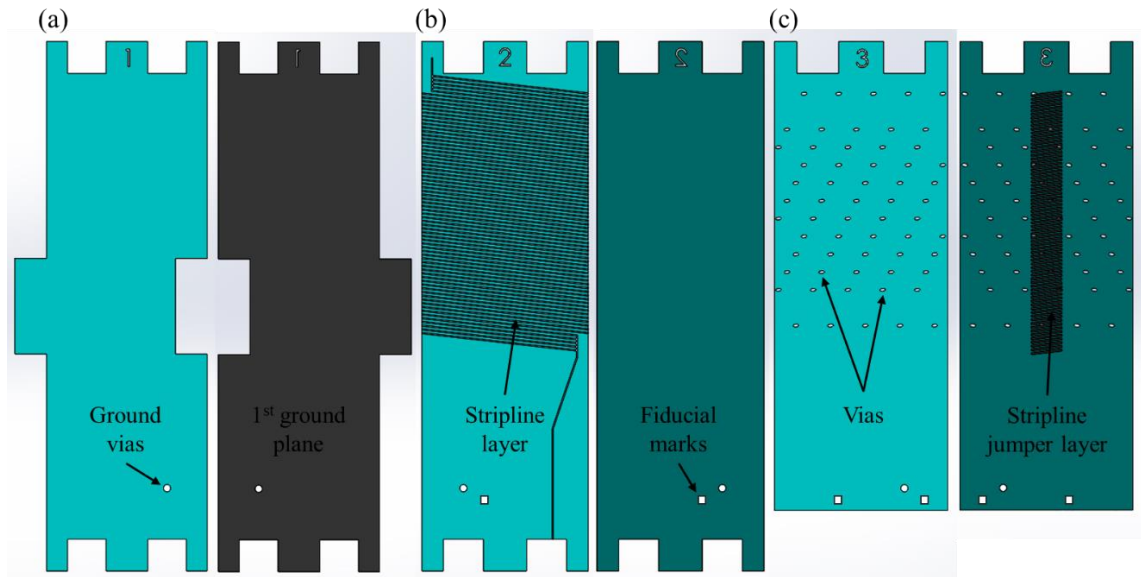 (a)
(b)
(c)
1
1
2
2
3
3
Ground
vias
1st ground
plane
Stripline
layer
Fiducial
marks
Vias
Stripline
jumper layer